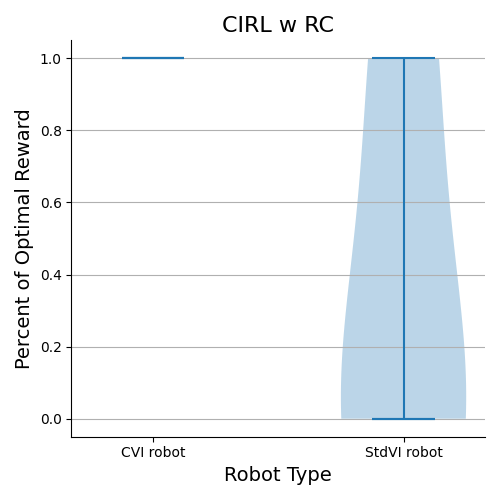 CIRL w RC
Percent of Optimal Reward
1.0
0.8
0.6
0.4
0.2
0.0
CVI robot
StdVI robot
Robot Type